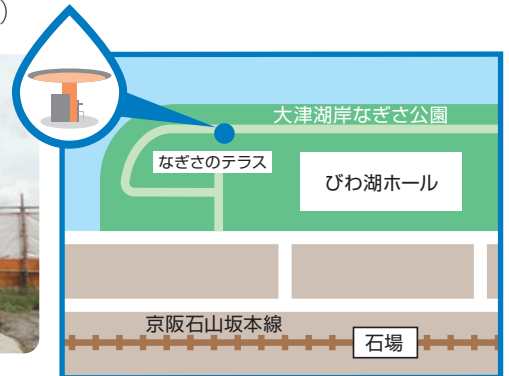 )
大津湖岸なぎさ公園
なぎさのテラス
びわ湖ホール
京阪石山坂本線
石場